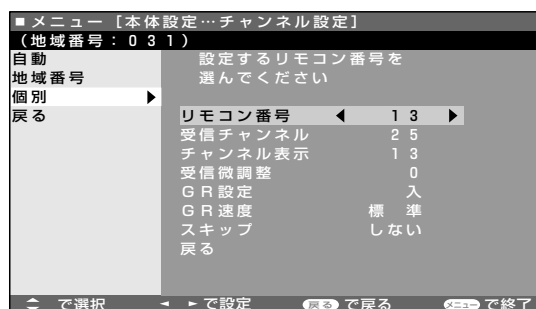 ■メニュー [本体設定…チャンネル設定]
(地域番号:031)
自動
地域番号
個別 ▶
戻る
設定するリモコン番号を
選んでください
リモコン番号 ◀ 13 ▶
受信チャンネル 25
チャンネル表示 13
受信微調整 0
GR設定 入
GR速度 標 準
スキップ しない
戻る
で選択 ◄ ► で設定 戻る で戻る メニュー で終了